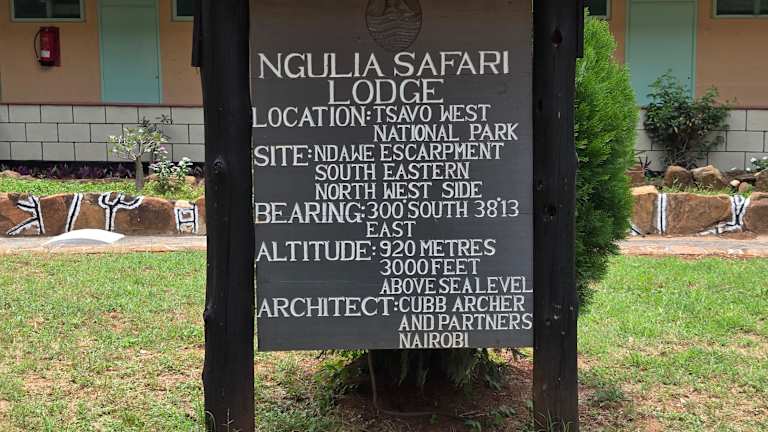 NGULIA SAFARI
LODGE
LOCATION: TSAVO WEST
NATIONAL PARK
SITE: NDAWE ESCARPMENT
SOUTH EASTERN
NORTH WEST SIDE
BEARING: 300° SOUTH 38°13
EAST
ALTITUDE: 920 METRES
3000 FEET
ABOVE SEA LEVEL
ARCHITECT: CUBB ARCHER
AND PARTNERS
NAIROBI